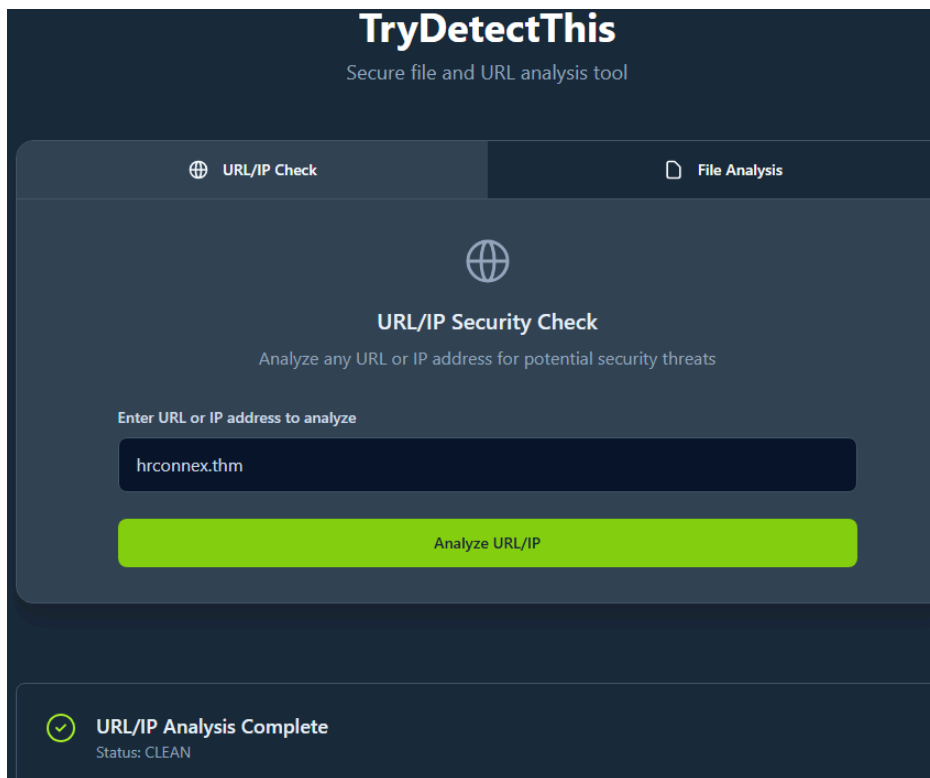 TryDetectThis
Secure file and URL analysis tool
URL/IP Check
File Analysis
URL/IP Security Check
Analyze any URL or IP address for potential security threats
Enter URL or IP address to analyze
hrconnex.thm
Analyze URL/IP
URL/IP Analysis Complete
Status: CLEAN